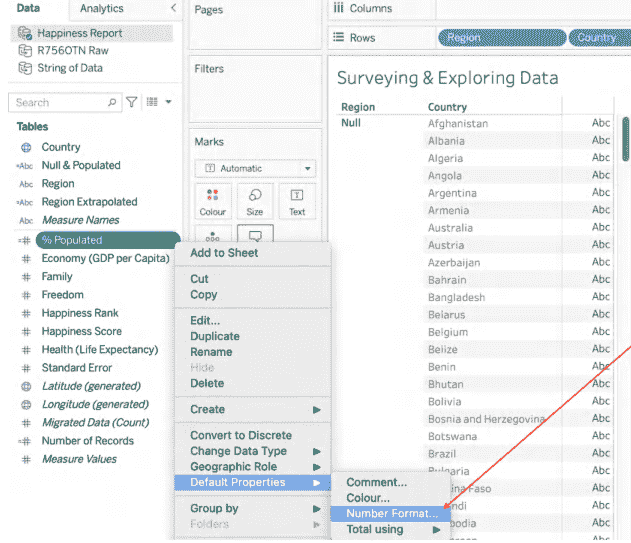 Data
Analytics
Happiness Report
R756OTN Raw
String of Data
Search
Tables
Country
Null & Populated
Region
Region Extrapolated
Measure Names
% Populated
Economy (GDP per Capita)
Family
Freedom
Happiness Rank
Happiness Score
Health (Life Expectancy)
Standard Error
Latitude (generated)
Longitude (generated)
Migrated Data (Count)
Number of Records
Measure Values
Pages
Filters
Marks
Automatic
Colour
Size
Text
Add to Sheet
Cut
Copy
Edit...
Duplicate
Rename
Hide
Delete
Create
Convert to Discrete
Change Data Type
Geographic Role
Default Properties
Group by
Folders
Comment...
Colour...
Number Format...
Total using
Columns
Rows
Region
Country
Surveying & Exploring Data
Region
Country
Null
Afghanistan
Abc
Albania
Abc
Algeria
Abc
Angola
Abc
Argentina
Abc
Armenia
Abc
Australia
Abc
Austria
Abc
Azerbaijan
Abc
Bahrain
Abc
Bangladesh
Abc
Belarus
Abc
Belgium
Abc
Belize
Abc
Benin
Abc
Bhutan
Abc
Bolivia
Abc
Bosnia and Herzegovina
Abc
Botswana
Abc
Brazil
Abc
Abc
Faso
Abc
Abc
Abc